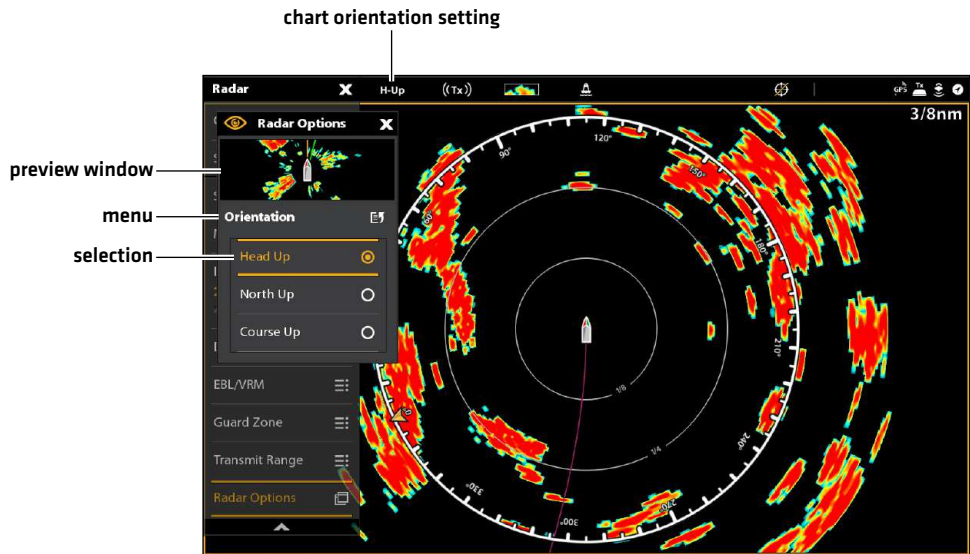 chart orientation setting
Radar
H-Up
((Tx))
GPS
Tx
3/8nm
Radar Options
preview window
menu
Orientation
selection
Head Up
North Up
Course Up
EBL/VRM
Guard Zone
Transmit Range
Radar Options
90°
120°
150°
180°
210°
240°
270°
300°
330°
60°
1/8
1/4